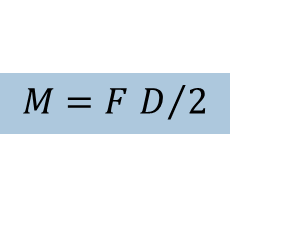 M = F D/2